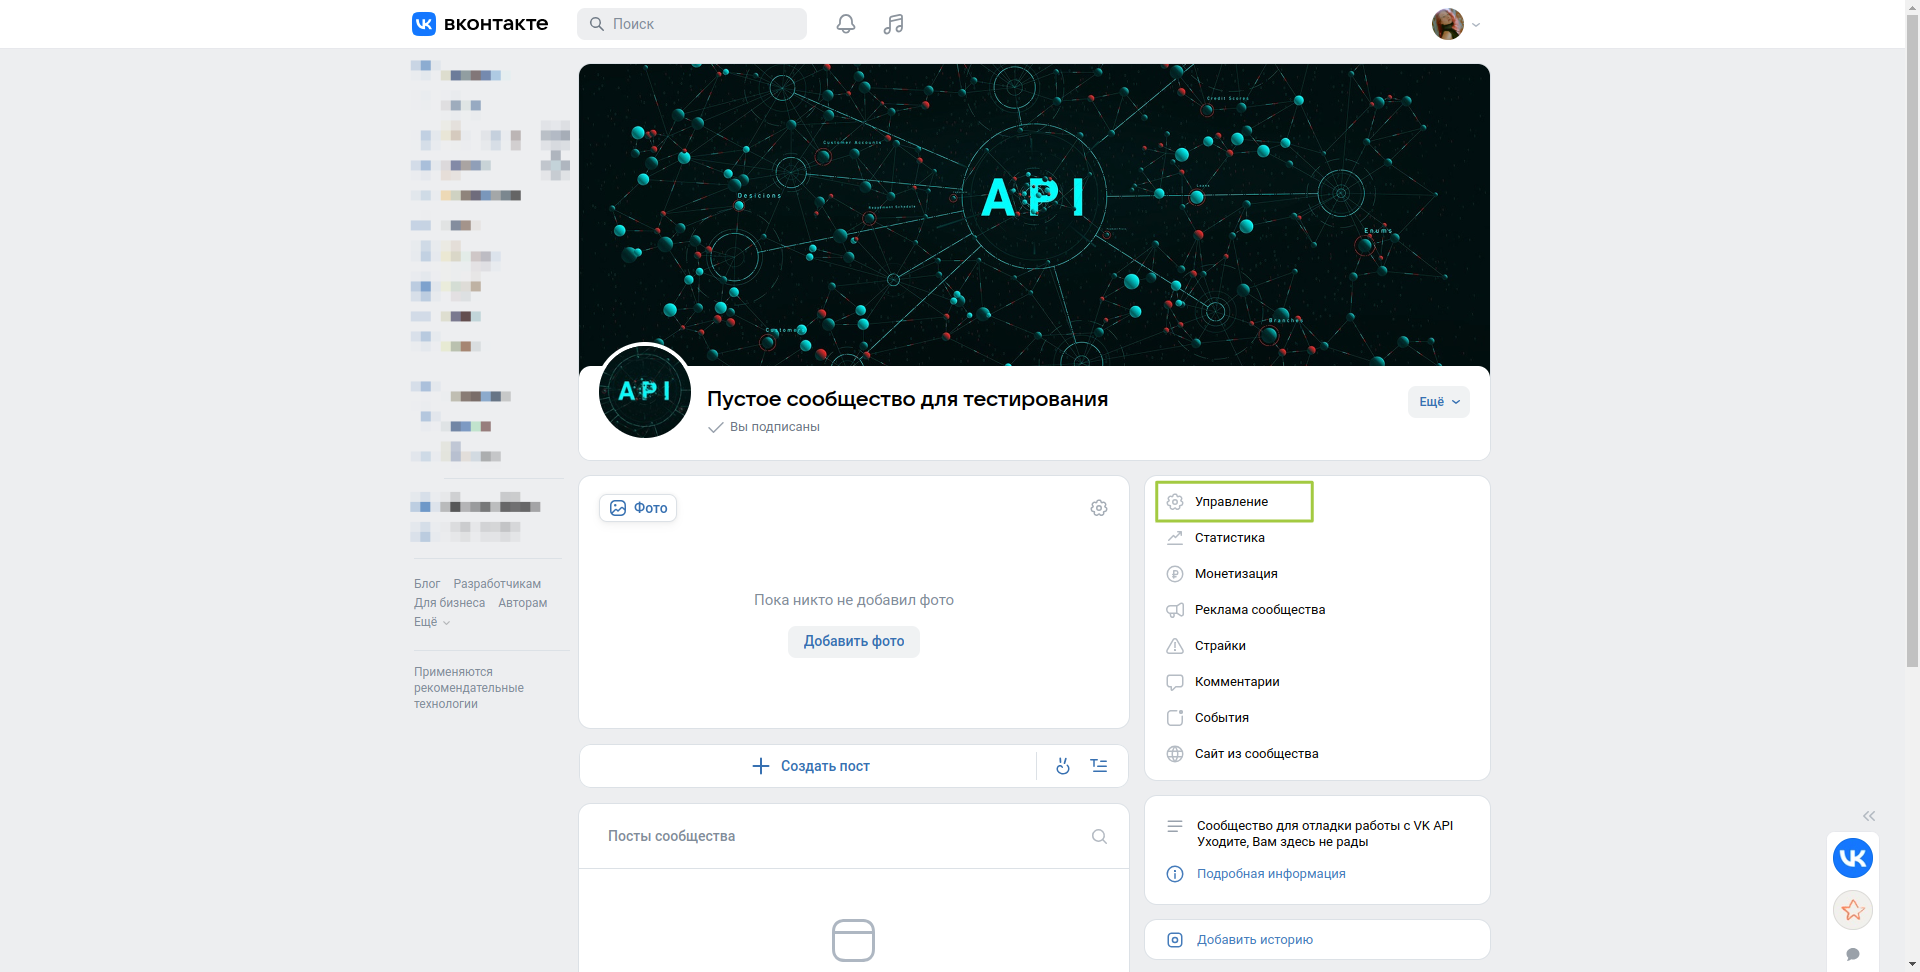 вконтакте
Поиск
Credit Scores
Customer Accounts
Desicions
Loans
Enums
Branches
Customers
API
API
Пустое сообщество для тестирования
Вы подписаны
Ещё
Фото
Пока никто не добавил фото
Добавить фото
Создать пост
Посты сообщества
Управление
Статистика
Монетизация
Реклама сообщества
Страйки
Комментарии
События
Сайт из сообщества
Сообщество для отладки работы с VK API
Уходите, Вам здесь не рады
Подробная информация
Добавить историю
Блог Разработчикам
Для бизнеса Авторам
Ещё
Применяются
рекомендательные
технологии